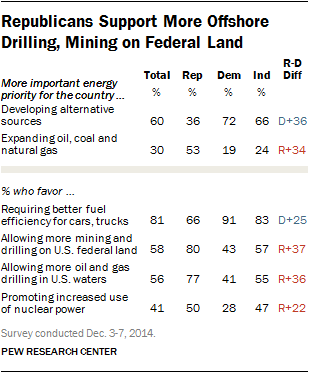 Republicans Support More Offshore
Drilling, Mining on Federal Land
R-D
More important energy Total Rep Dem Ind Diff
priority for the country ... % % % %
Developing alternative
sources 60 36 72 66 D+36
Expanding oil, coal and
natural gas 30 53 19 24 R+34
% who favor ...
Requiring better fuel
efficiency for cars, trucks 81 66 91 83 D+25
Allowing more mining and
drilling on U.S. federal land 58 80 43 57 R+37
Allowing more oil and gas
drilling in U.S. waters 56 77 41 55 R+36
Promoting increased use
of nuclear power 41 50 28 47 R+22
Survey conducted Dec. 3-7, 2014.
PEW RESEARCH CENTER